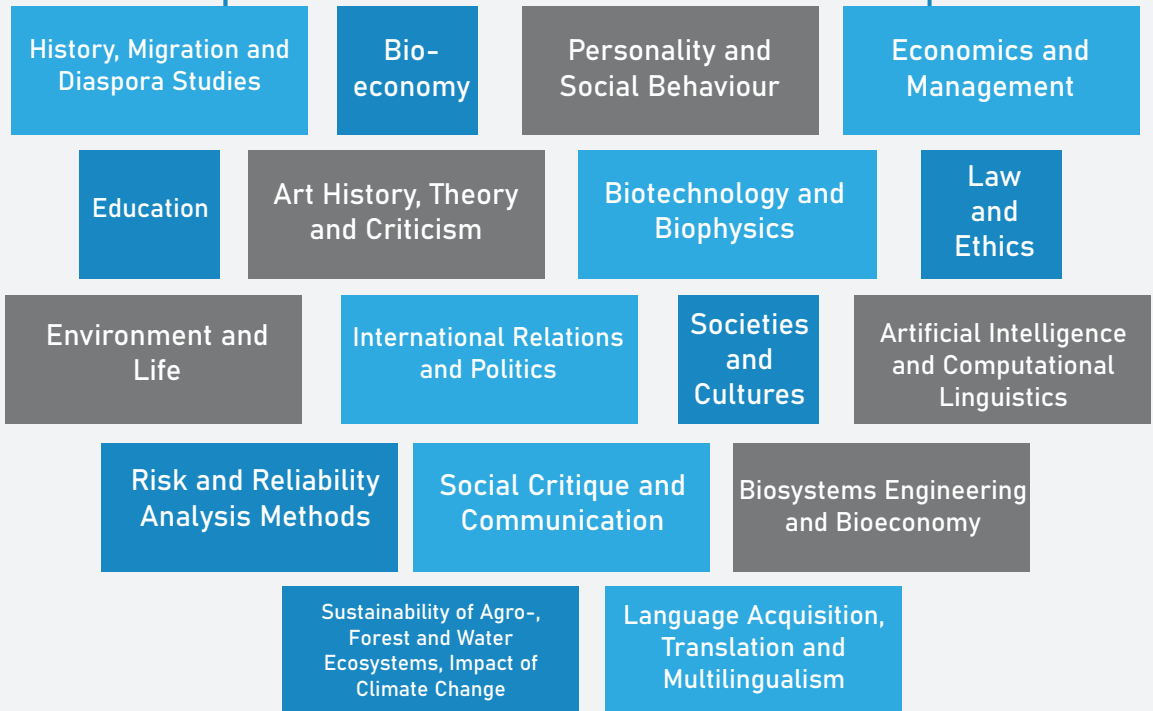 History, Migration and
Diaspora Studies
Bio-
economy
Personality and
Social Behaviour
Economics and
Management
Education
Art History, Theory
and Criticism
Biotechnology and
Biophysics
Law
and
Ethics
Environment and
Life
International Relations
and Politics
Societies
and
Cultures
Artificial Intelligence
and Computational
Linguistics
Risk and Reliability
Analysis Methods
Social Critique and
Communication
Biosystems Engineering
and Bioeconomy
Sustainability of Agro-,
Forest and Water
Ecosystems, Impact of
Climate Change
Language Acquisition,
Translation and
Multilingualism